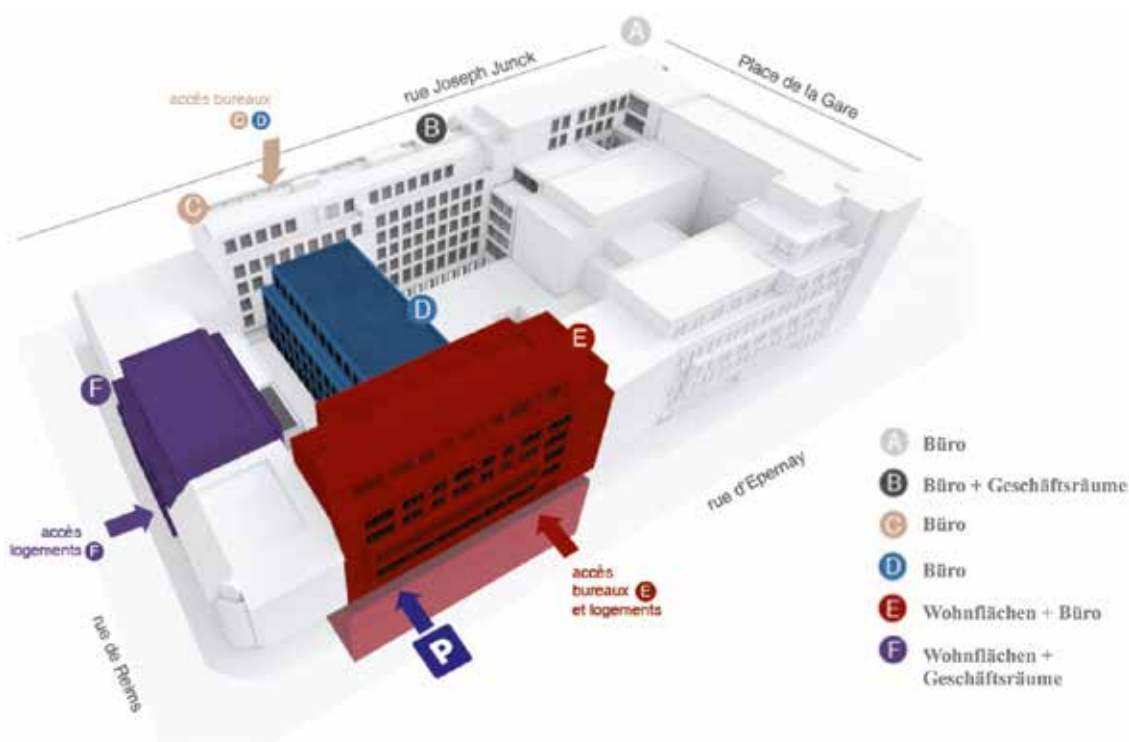 A
rue Joseph Junck
Place de la Gare
accès bureaux
C D
B
C
D
E
F
accès
logements F
rue de Reims
P
accès
bureaux E
et logements
rue d'Epernay
A Büro
B Büro + Geschäftsräume
C Büro
D Büro
E Wohnflächen + Büro
F Wohnflächen +
Geschäftsräume